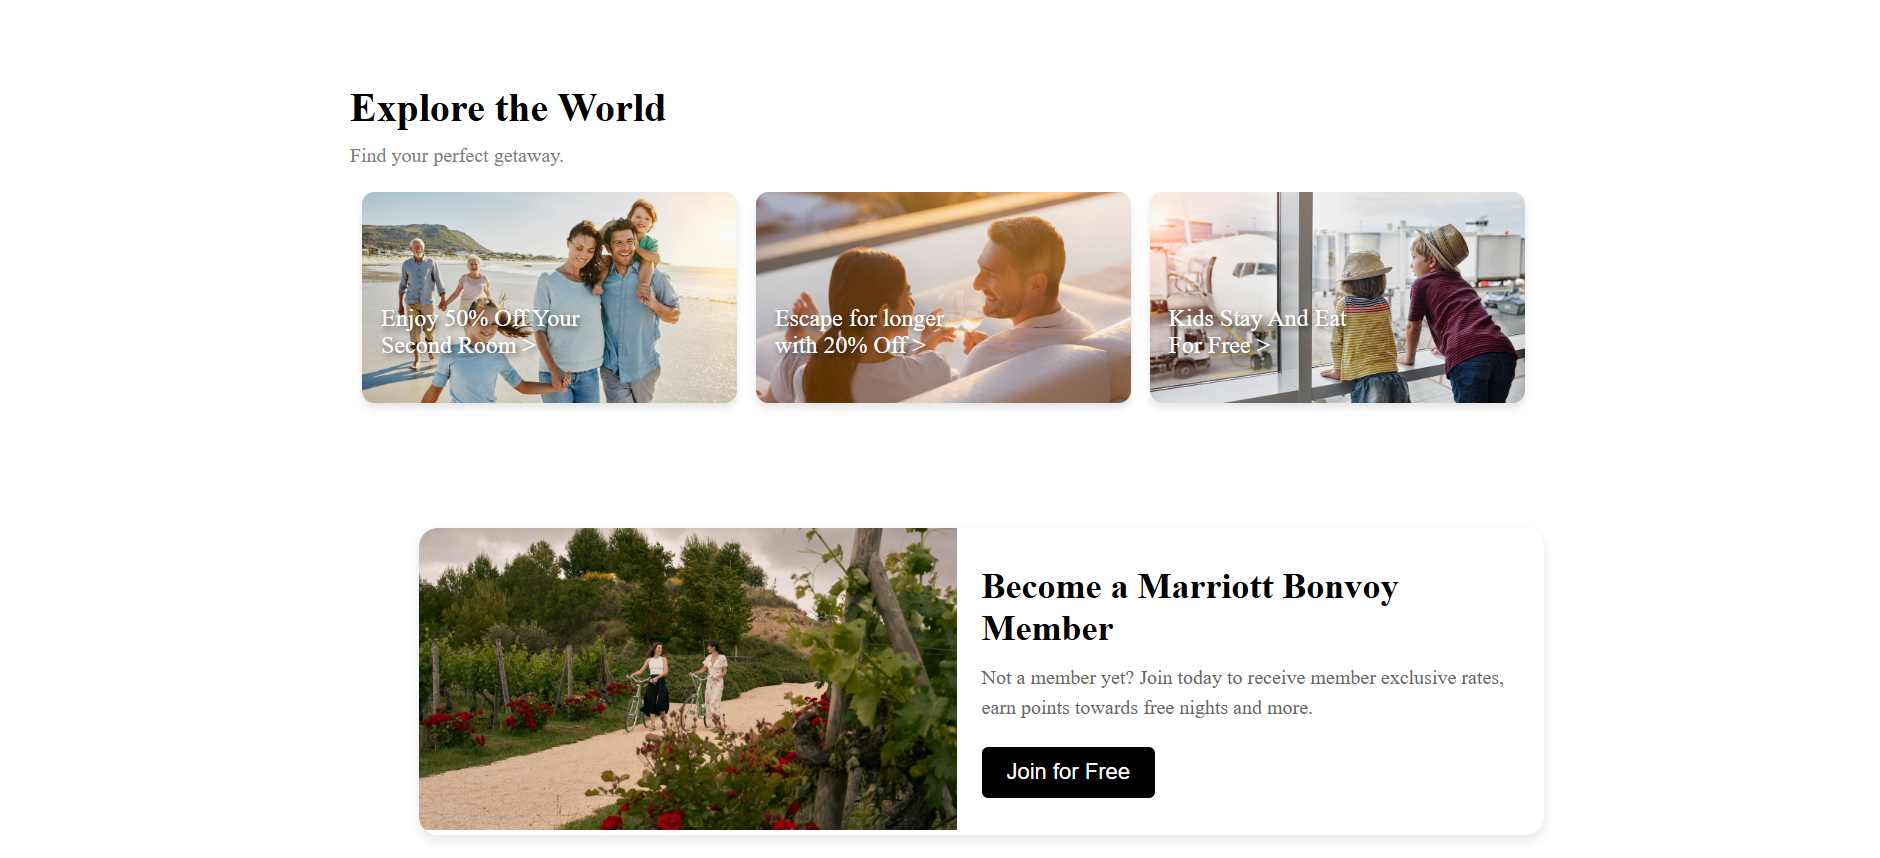 Explore the World
Find your perfect getaway.
Enjoy 50% Off Your
Second Room >
Escape for longer
with 20% Off >
Kids Stay And Eat
For Free >
Become a Marriott Bonvoy
Member
Not a member yet? Join today to receive member exclusive rates,
earn points towards free nights and more.
Join for Free